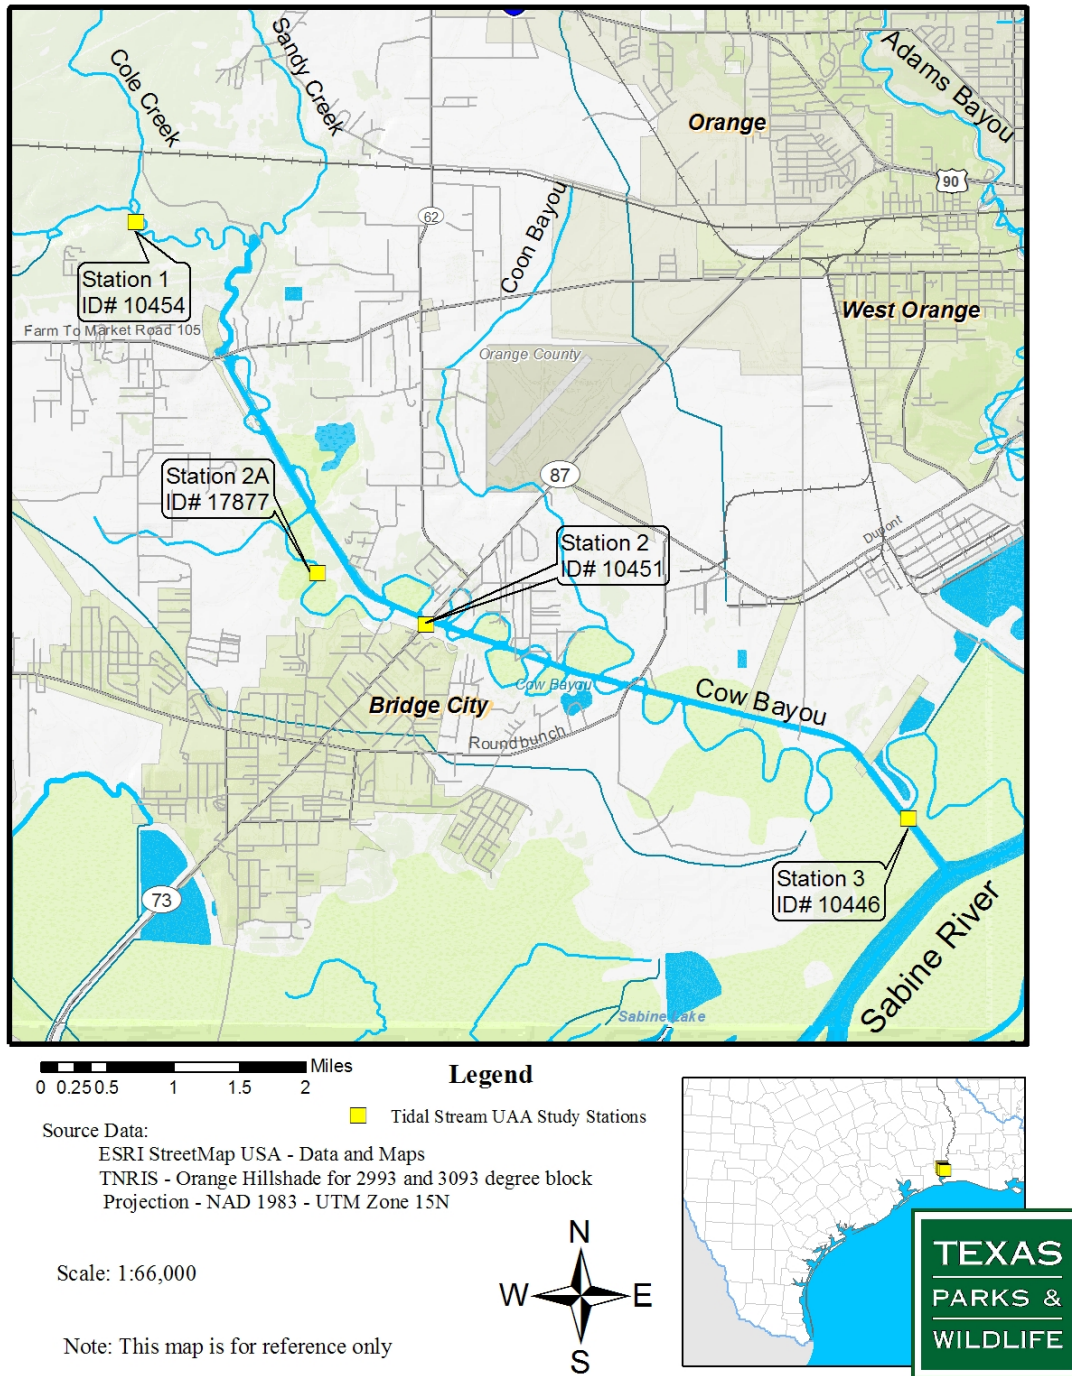 Cole Creek
Sandy Creek
Adams Bayou
Orange
90
62
Coon Bayou
Station 1
ID# 10454
Farm To Market Road 105
West Orange
Orange County
87
Station 2A
ID# 17877
Dupont
Station 2
ID# 10451
Cow Bayou
Cow Bayou
Bridge City
Roundbunch
Station 3
ID# 10446
73
Sabine River
Sabine Lake
Miles
0 0.25 0.5 1 1.5 2
Legend
Tidal Stream UAA Study Stations
Source Data:
ESRI StreetMap USA - Data and Maps
TNRIS - Orange Hillshade for 2993 and 3093 degree block
Projection - NAD 1983 - UTM Zone 15N
Scale: 1:66,000
Note: This map is for reference only
N
W E
S
TEXAS
PARKS &
WILDLIFE